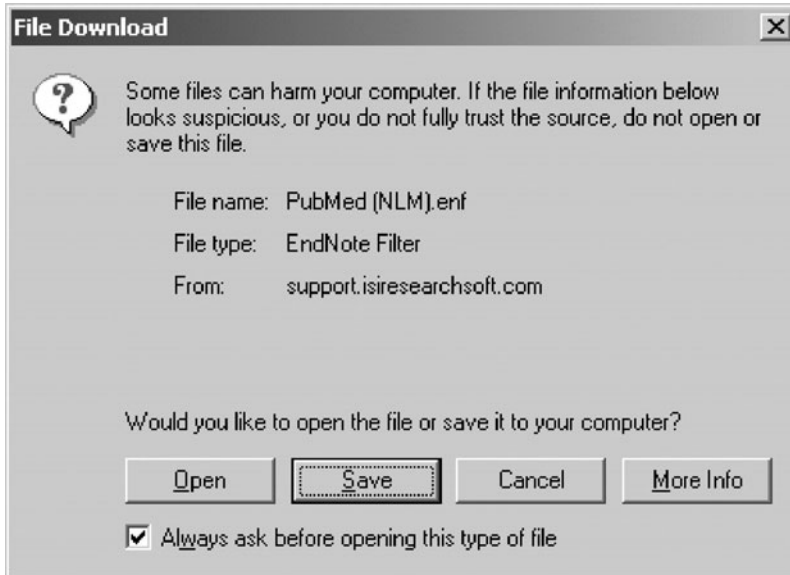 File Download
Some files can harm your computer. If the file information below
looks suspicious, or you do not fully trust the source, do not open or
save this file.
File name: PubMed (NLM).enf
File type: EndNote Filter
From: support.isiresearchsoft.com
Would you like to open the file or save it to your computer?
Open Save Cancel More Info
Always ask before opening this type of file